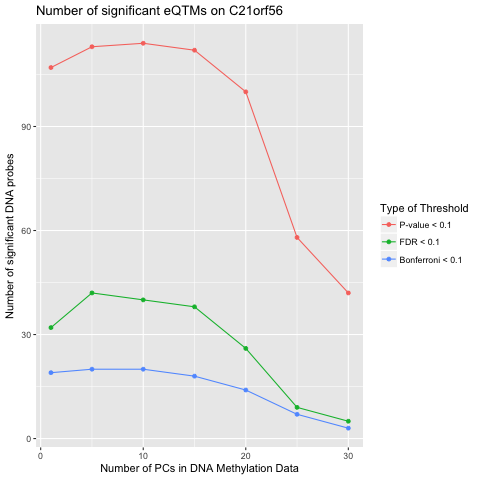 Number of significant eQTMs on C21orf56
Number of significant DNA probes
90
60
30
0
0
10
20
30
Number of PCs in DNA Methylation Data
Type of Threshold
P-value < 0.1
FDR < 0.1
Bonferroni < 0.1